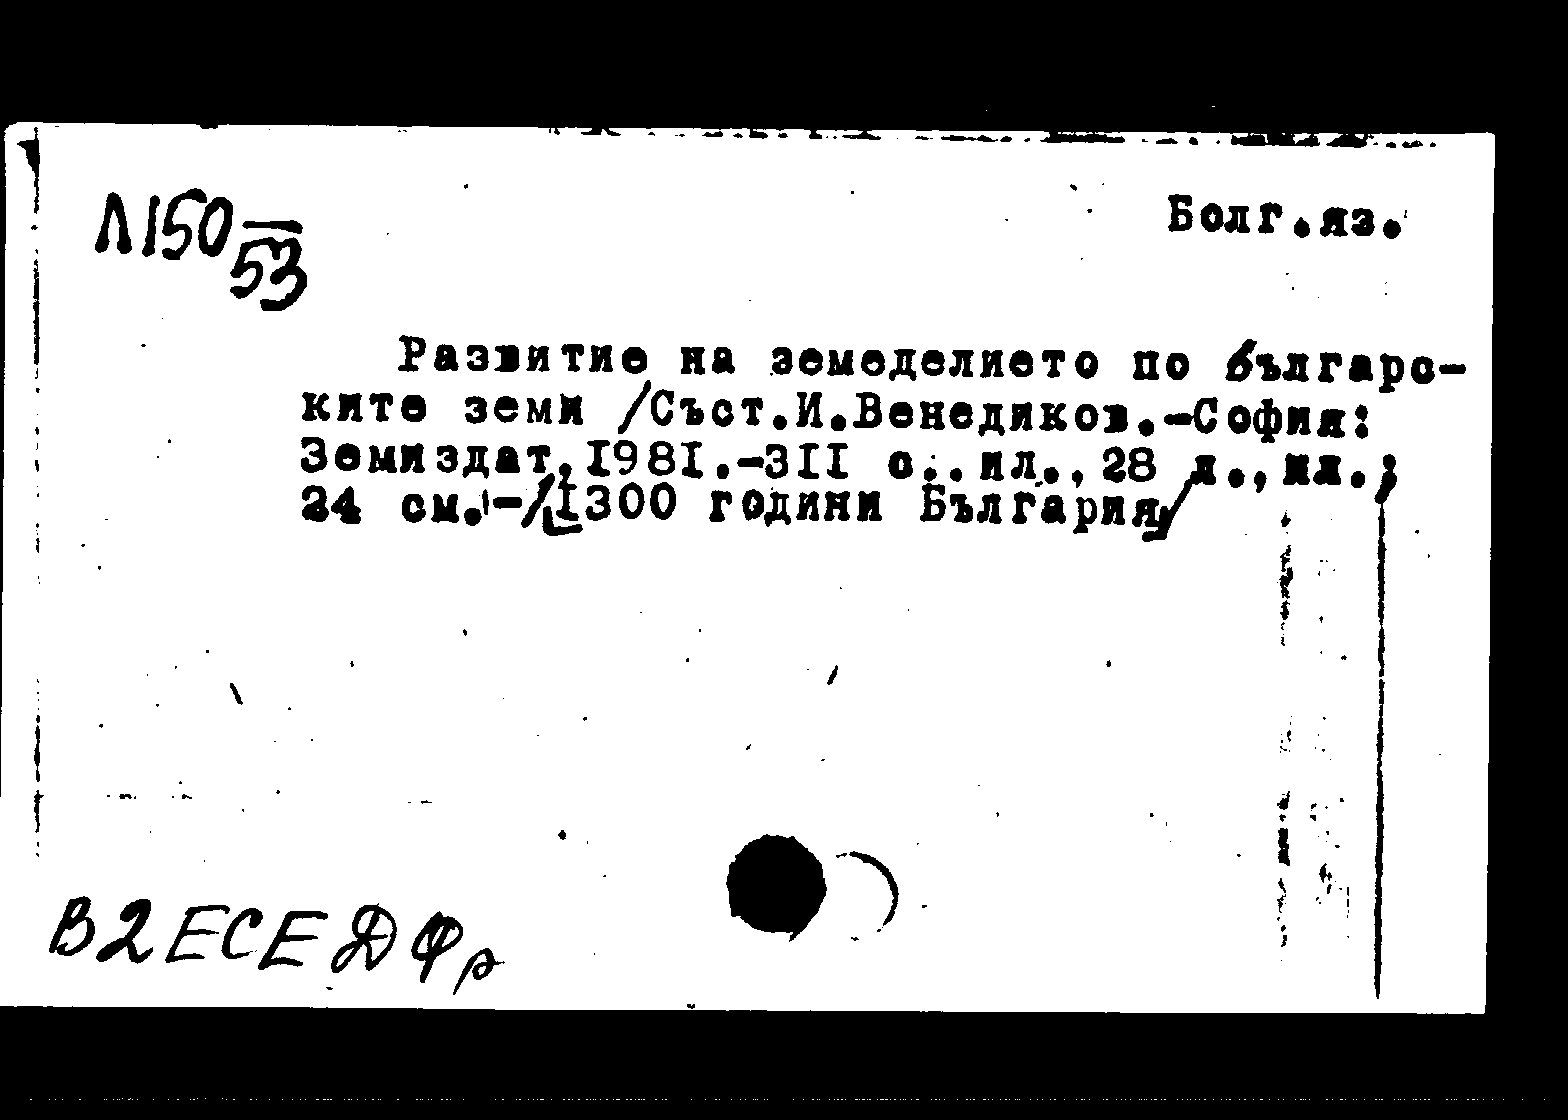 Л150
53
Болг.яз.
Развитие на земеделието по българс-
ките земи /Съст.И.Венедиков.-София:
Земиздат,1981.-311 с.:ил.,28 л.,ил.;
24 см.-/1300 години България/
В2ЕСЕДФр